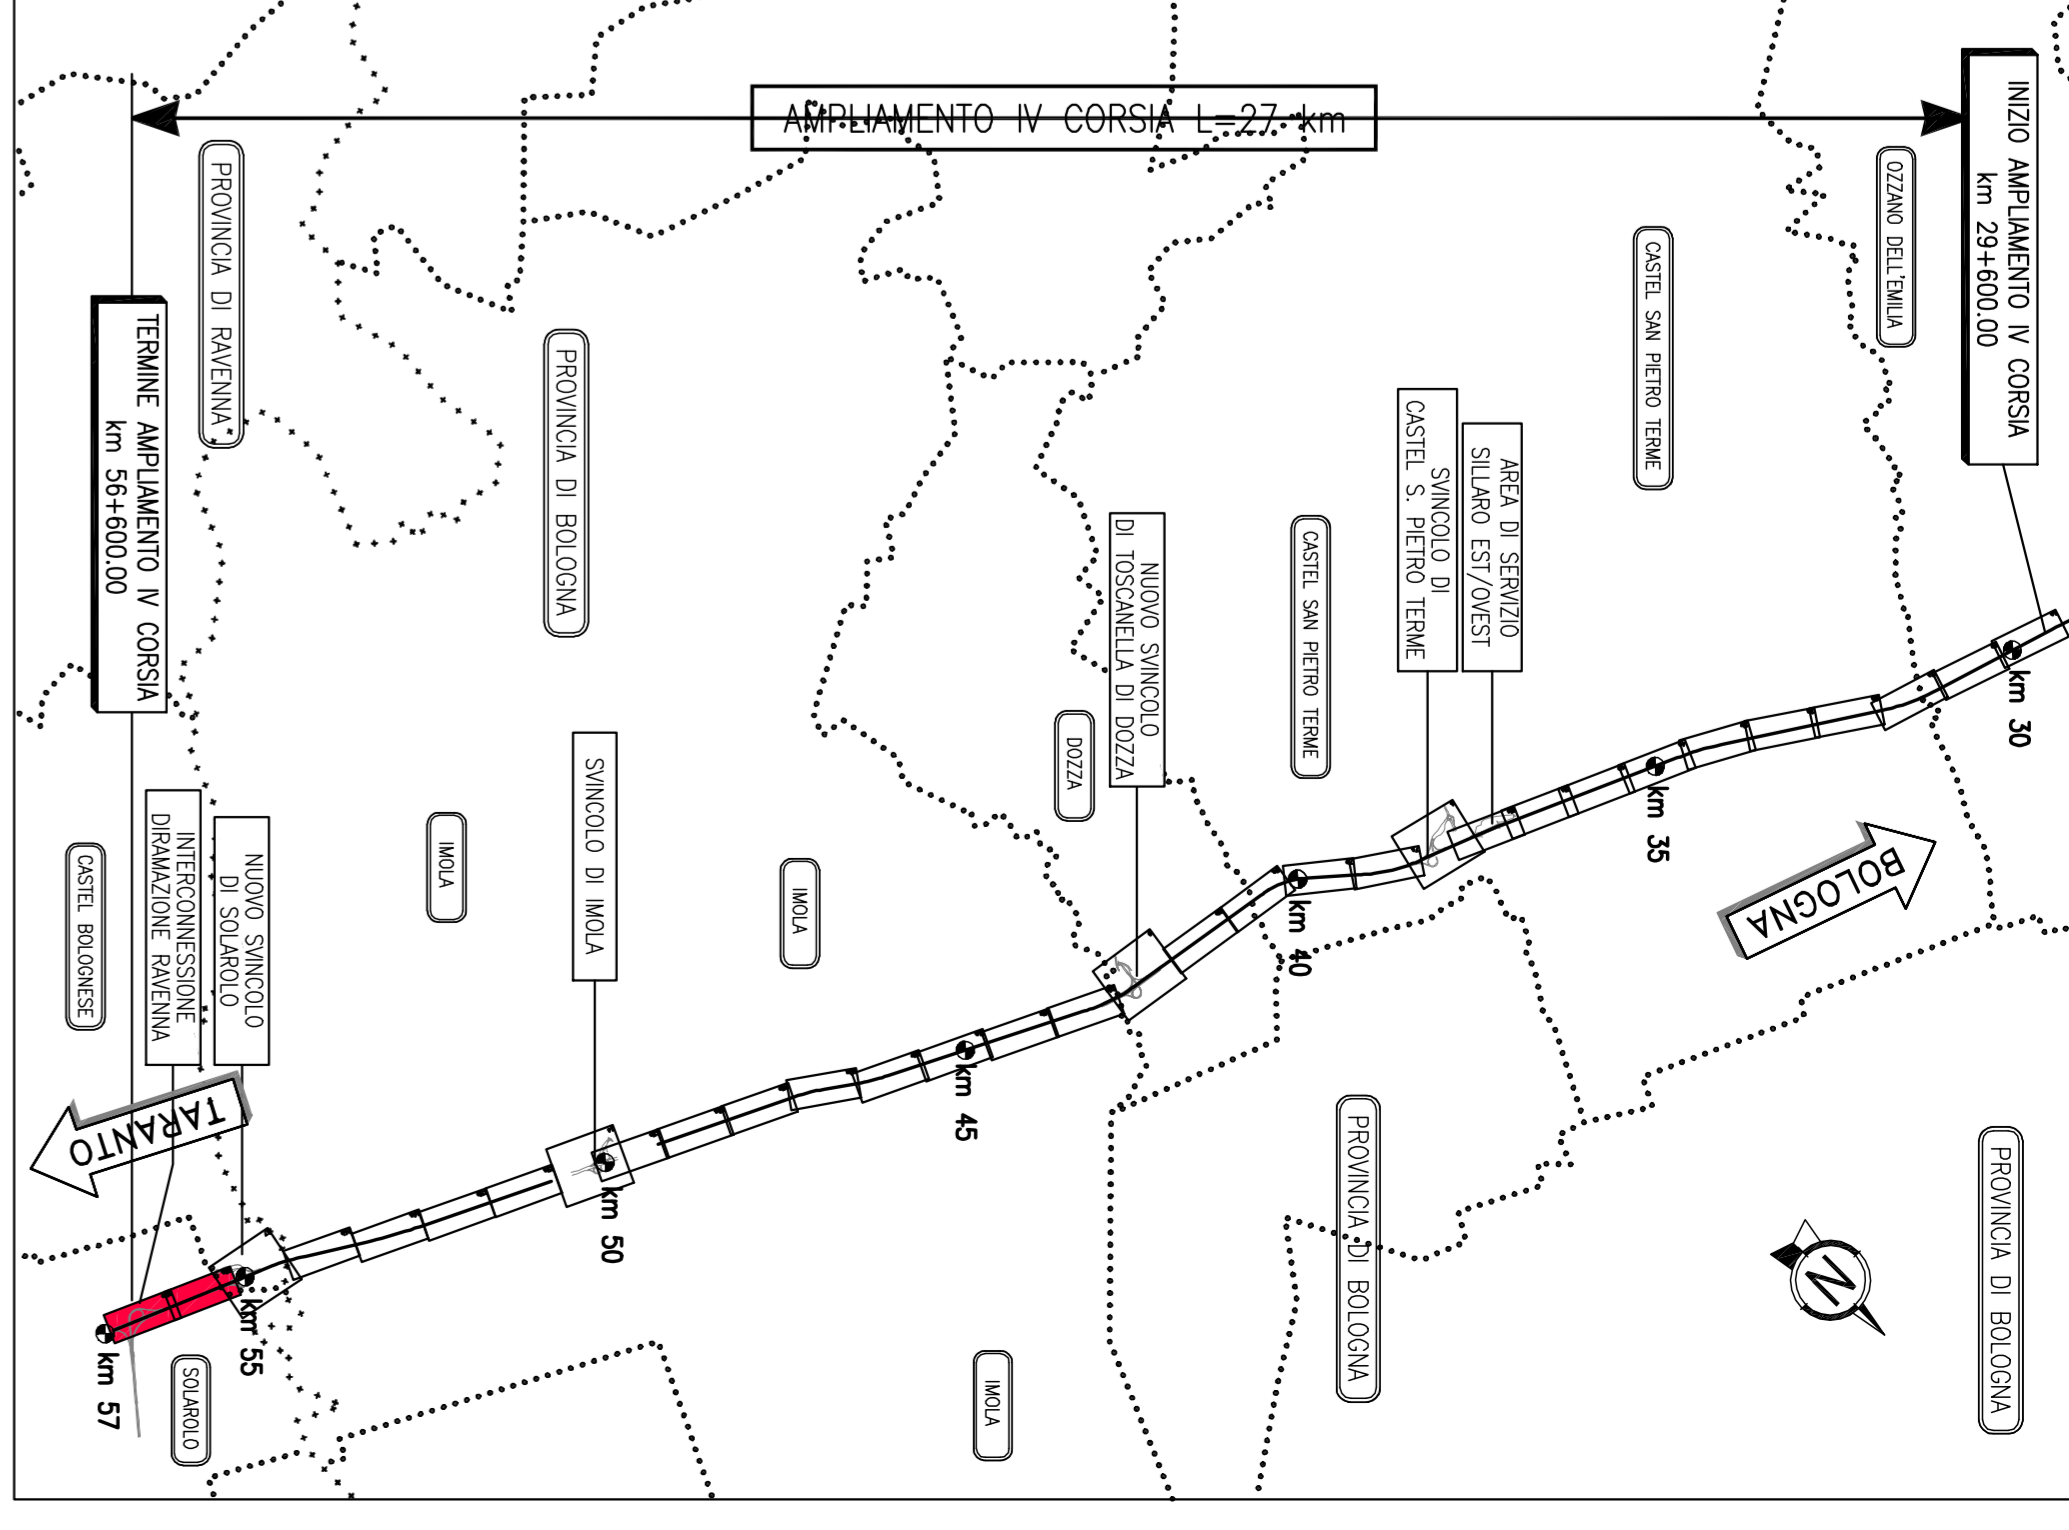 AMPLIAMENTO IV CORSIA L=27 km
INIZIO AMPLIAMENTO IV CORSIA
km 29+600.00
OZZANO DELL'EMILIA
CASTEL SAN PIETRO TERME
AREA DI SERVIZIO
SILLARO EST/OVEST
SVINCOLO DI
CASTEL S. PIETRO TERME
CASTEL SAN PIETRO TERME
NUOVO SVINCOLO
DI TOSCANELLA DI DOZZA
DOZZA
PROVINCIA DI BOLOGNA
PROVINCIA DI RAVENNA
TERMINE AMPLIAMENTO IV CORSIA
km 56+600.00
IMOLA
SVINCOLO DI IMOLA
IMOLA
NUOVO SVINCOLO
DI SOLAROLO
INTERCONNESSIONE
DIRAMAZIONE RAVENNA
CASTEL BOLOGNESE
TARANTO
BOLOGNA
km 30
km 35
km 40
km 45
km 50
km 55
km 57
SOLAROLO
IMOLA
PROVINCIA DI BOLOGNA
PROVINCIA DI BOLOGNA
N